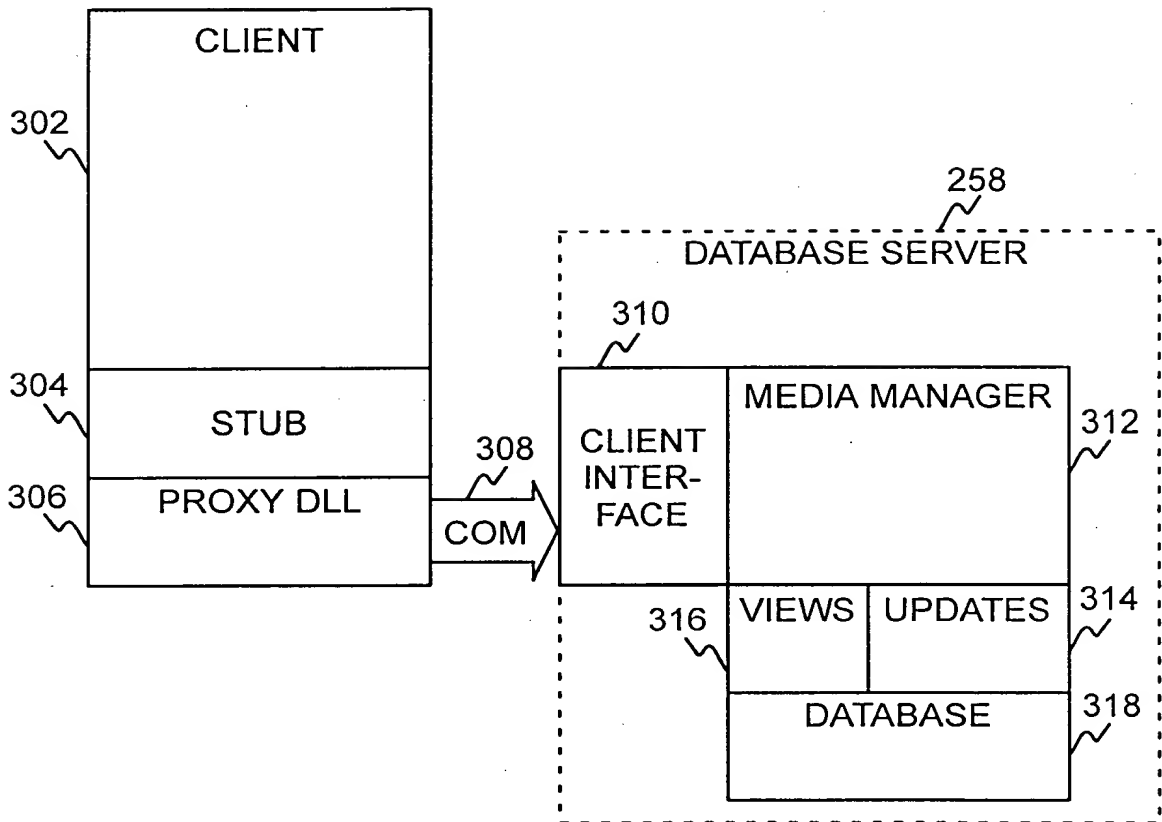 CLIENT
302
258
DATABASE SERVER
310
304
STUB
MEDIA MANAGER
312
308
CLIENT
INTER-
FACE
306
PROXY DLL
COM
316
VIEWS
UPDATES
314
DATABASE
318